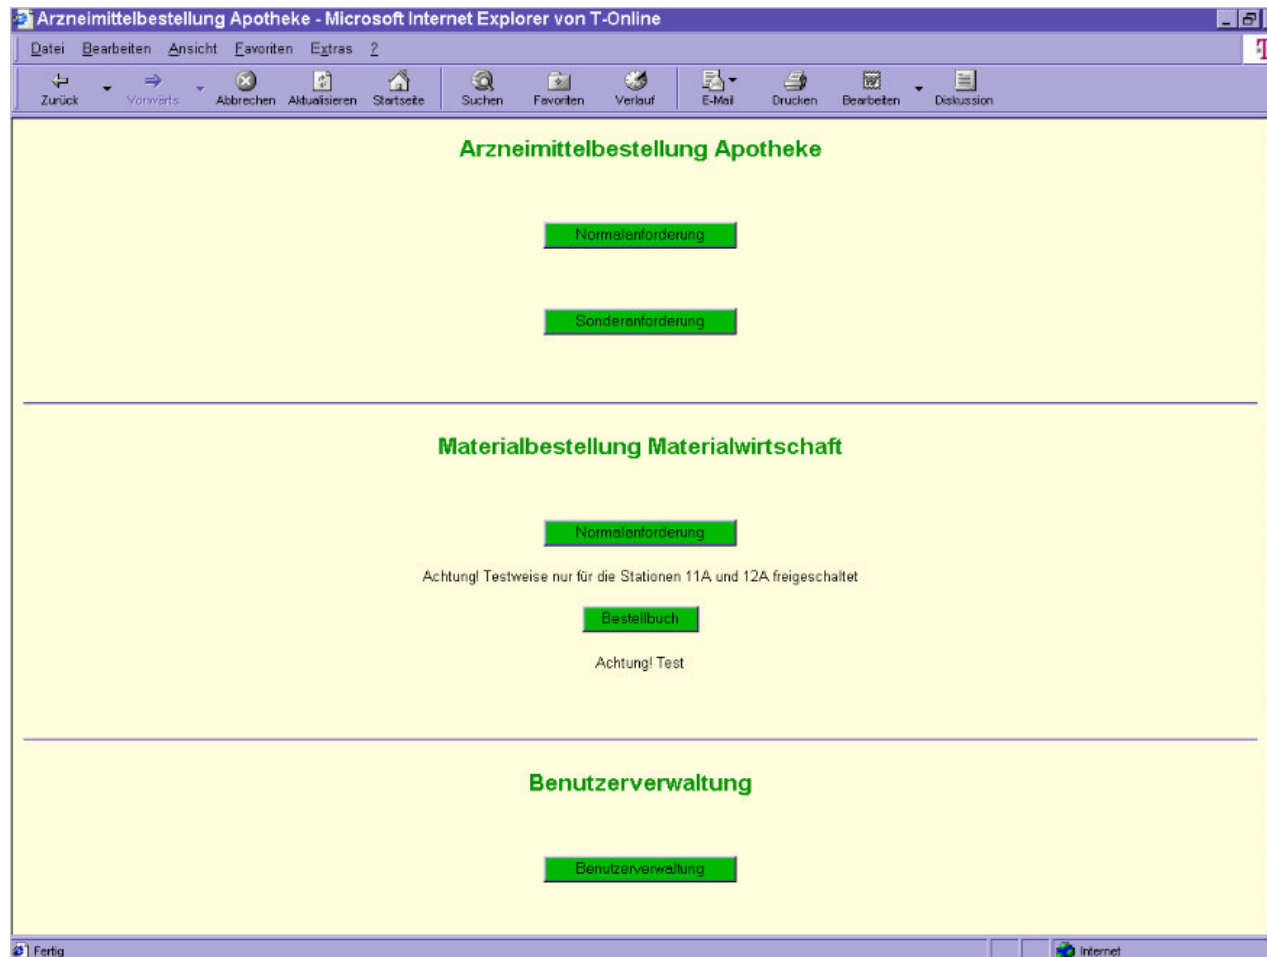 Arzneimittelbestellung Apotheke - Microsoft Internet Explorer von T-Online
Datei Bearbeiten Ansicht Favoriten Extras ?
Zurück Vorwärts Abbrechen Aktualisieren Startseite Suchen Favoriten Verlauf E-Mail Drucken Bearbeiten Diskussion
Arzneimittelbestellung Apotheke
Normalanforderung
Sonderanforderung
Materialbestellung Materialwirtschaft
Normalanforderung
Achtung! Testweise nur für die Stationen 11A und 12A freigeschaltet
Bestellbuch
Achtung! Test
Benutzerverwaltung
Benutzerverwaltung
Fertig Internet